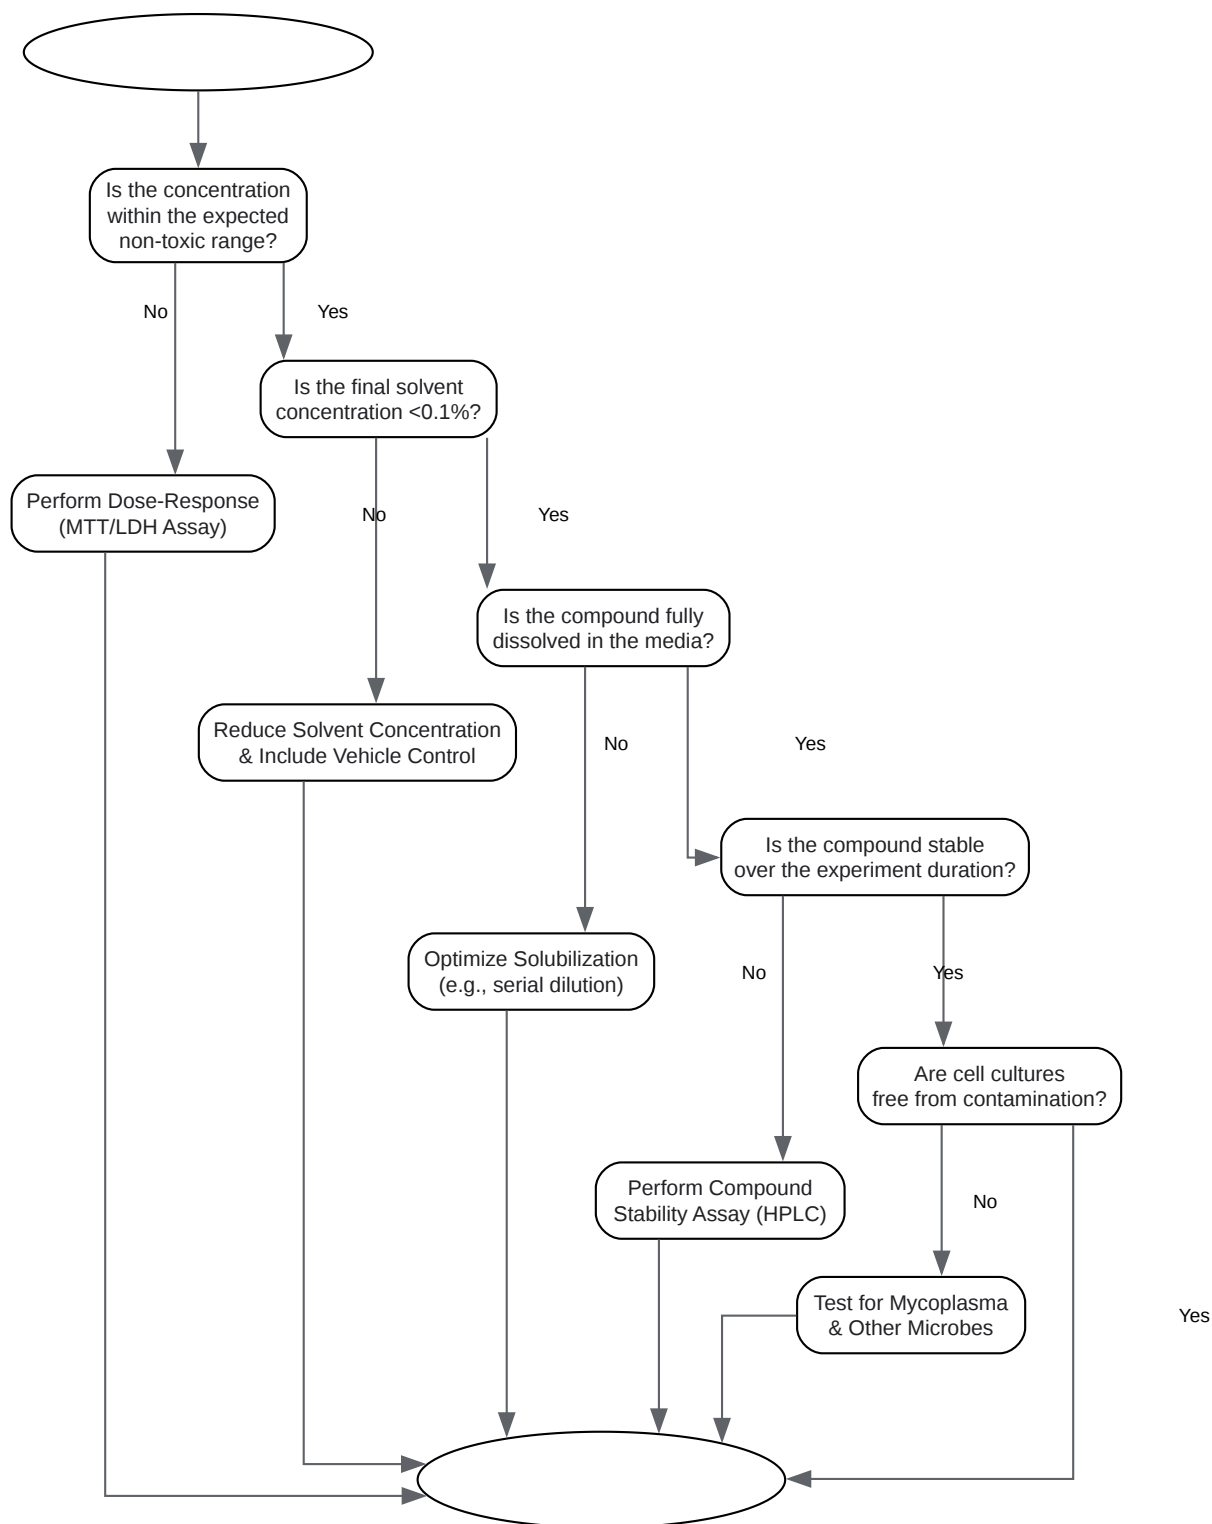 Is the concentration
within the expected
non-toxic range?
No
Yes
Is the final solvent
concentration <0.1%?
Perform Dose-Response
(MTT/LDH Assay)
No
Yes
Is the compound fully
dissolved in the media?
Reduce Solvent Concentration
& Include Vehicle Control
No
Yes
Is the compound stable
over the experiment duration?
Optimize Solubilization
(e.g., serial dilution)
No
Yes
Are cell cultures
free from contamination?
Perform Compound
Stability Assay (HPLC)
No
Test for Mycoplasma
& Other Microbes
Yes